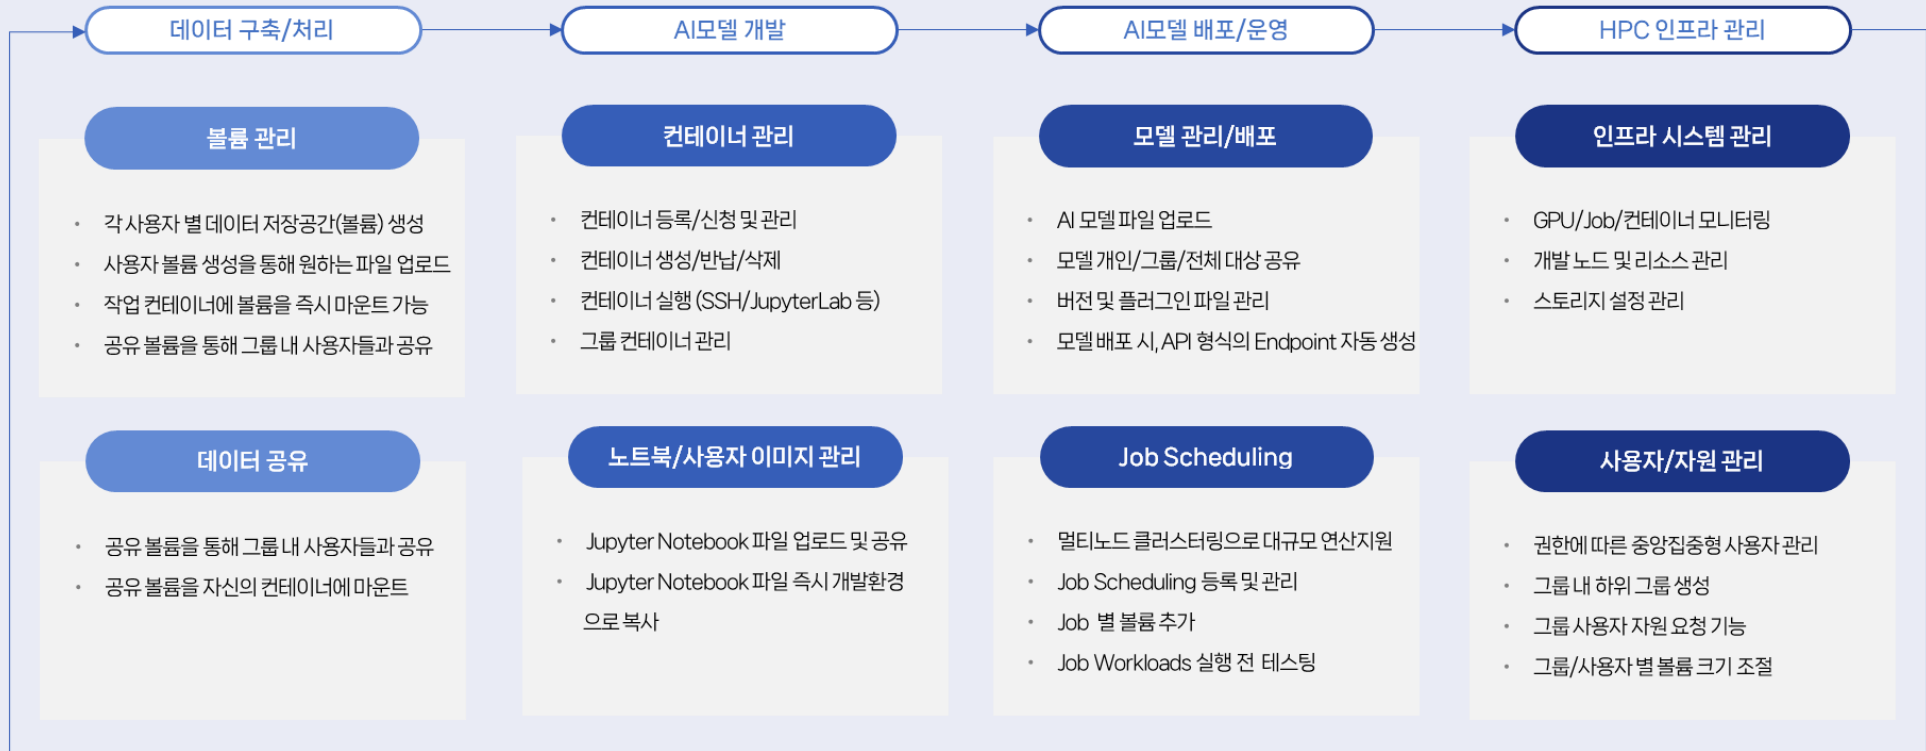 데이터 구축/처리
AI모델 개발
AI모델 배포/운영
HPC 인프라 관리
볼륨 관리
각 사용자 별 데이터 저장공간(볼륨) 생성
사용자 볼륨 생성을 통해 원하는 파일 업로드
작업 컨테이너에 볼륨을 즉시 마운트 가능
공유 볼륨을 통해 그룹 내 사용자들과 공유
컨테이너 관리
컨테이너 등록/신청 및 관리
컨테이너 생성/반납/삭제
컨테이너 실행 (SSH/JupyterLab 등)
그룹 컨테이너 관리
모델 관리/배포
AI 모델 파일 업로드
모델 개인/그룹/전체 대상 공유
버전 및 플러그인 파일 관리
모델 배포 시, API 형식의 Endpoint 자동 생성
인프라 시스템 관리
GPU/Job/컨테이너 모니터링
개발 노드 및 리소스 관리
스토리지 설정 관리
데이터 공유
공유 볼륨을 통해 그룹 내 사용자들과 공유
공유 볼륨을 자신의 컨테이너에 마운트
노트북/사용자 이미지 관리
Jupyter Notebook 파일 업로드 및 공유
Jupyter Notebook 파일 즉시 개발환경
으로 복사
Job Scheduling
멀티노드 클러스터링으로 대규모 연산지원
Job Scheduling 등록 및 관리
Job 별 볼륨 추가
Job Workloads 실행 전 테스팅
사용자/자원 관리
권한에 따른 중앙집중형 사용자 관리
그룹 내 하위 그룹 생성
그룹 사용자 자원 요청 기능
그룹/사용자 별 볼륨 크기 조절